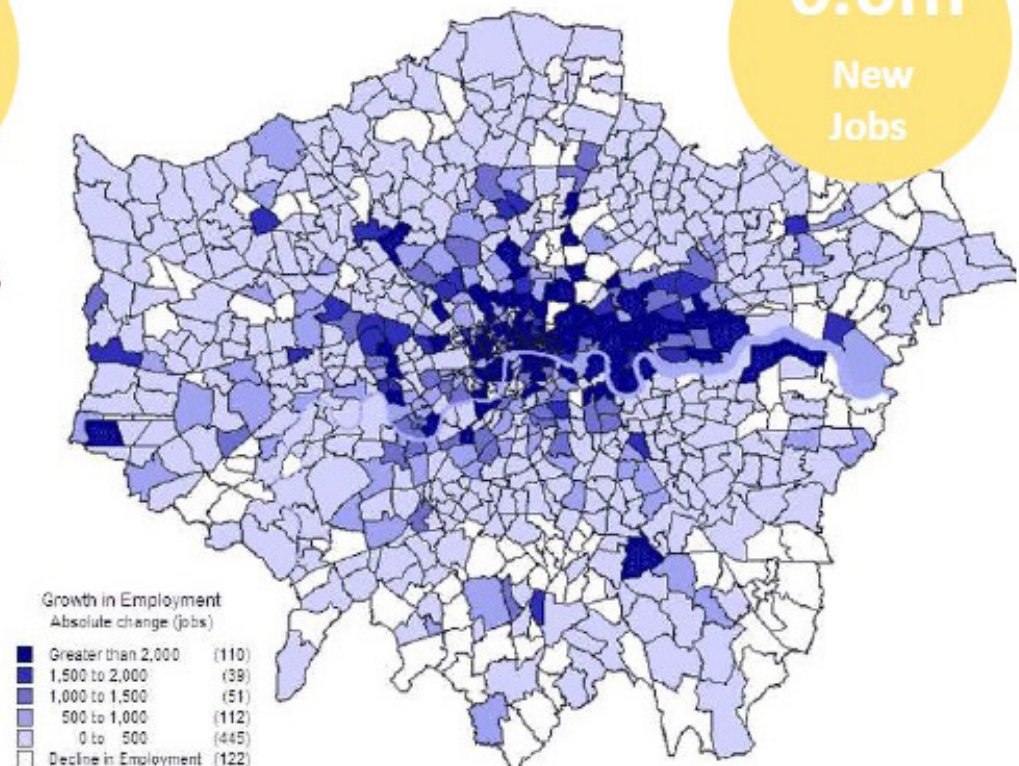 New
Jobs
Growth in Employment
Absolute change (jobs)
Greater than 2,000 (110)
1,500 to 2,000 (39)
1,000 to 1,500 (51)
500 to 1,000 (112)
0 to 500 (445)
Decline in Employment (122)